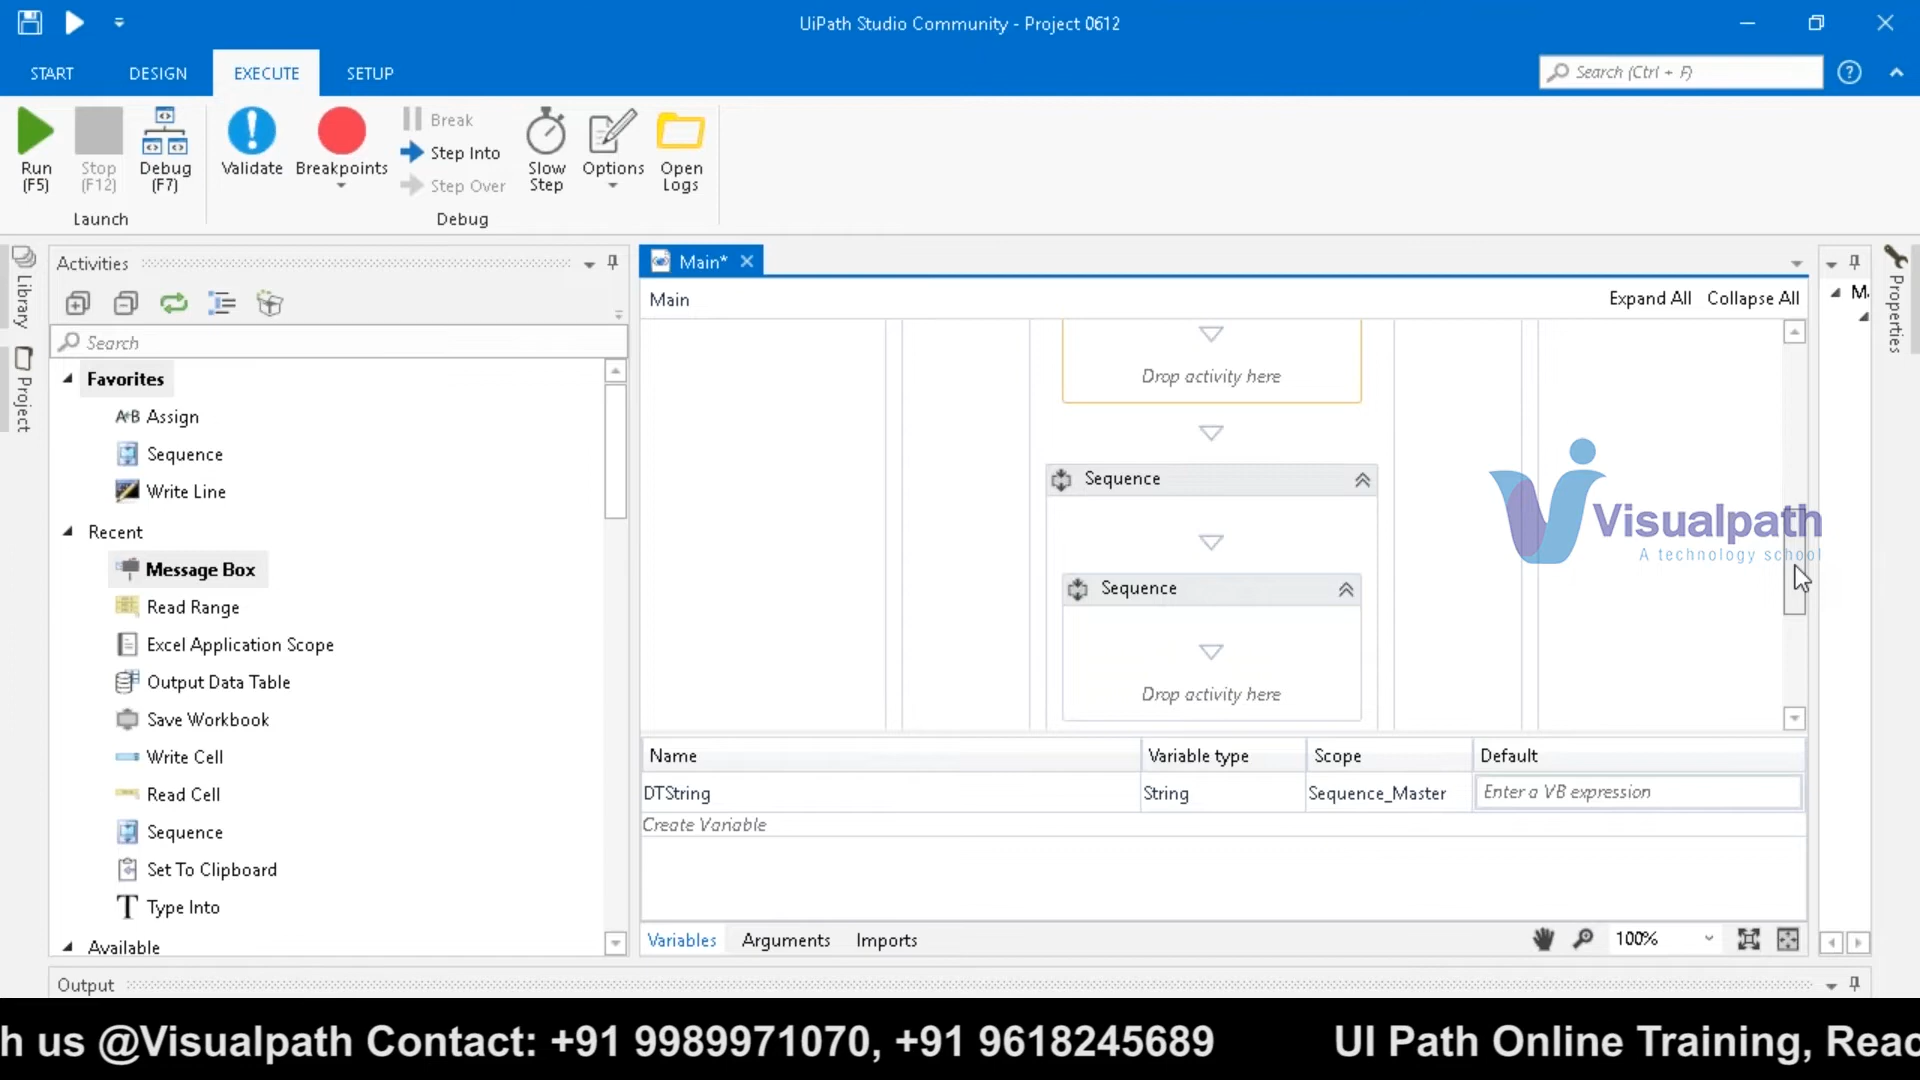 UiPath Studio Community - Project 0612
START DESIGN EXECUTE SETUP
Search (Ctrl + F)
Run (F5)
Stop (F12)
Debug (F7)
Validate
Breakpoints
Break
Step Into
Step Over
Slow Step
Options
Open Logs
Launch
Debug
Library
Project
Activities
Search
Favorites
Assign
Sequence
Write Line
Recent
Message Box
Read Range
Excel Application Scope
Output Data Table
Save Workbook
Write Cell
Read Cell
Sequence
Set To Clipboard
Type Into
Available
Main*
Main
Expand All Collapse All
Drop activity here
Sequence
Sequence
Drop activity here
Visualpath
A technology school
Properties
Name Variable type Scope Default
DTString String Sequence_Master Enter a VB expression
Create Variable
Variables Arguments Imports
100%
Output
h us @Visualpath Contact: +91 9989971070, +91 9618245689 UI Path Online Training, Reac